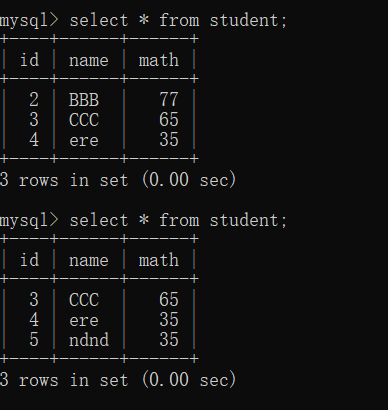 mysql> select * from student;
+----+------+------+
| id | name | math |
+----+------+------+
| 2 | BBB | 77 |
| 3 | CCC | 65 |
| 4 | ere | 35 |
+----+------+------+
3 rows in set (0.00 sec)
mysql> select * from student;
+----+------+------+
| id | name | math |
+----+------+------+
| 3 | CCC | 65 |
| 4 | ere | 35 |
| 5 | ndnd | 35 |
+----+------+------+
3 rows in set (0.00 sec)